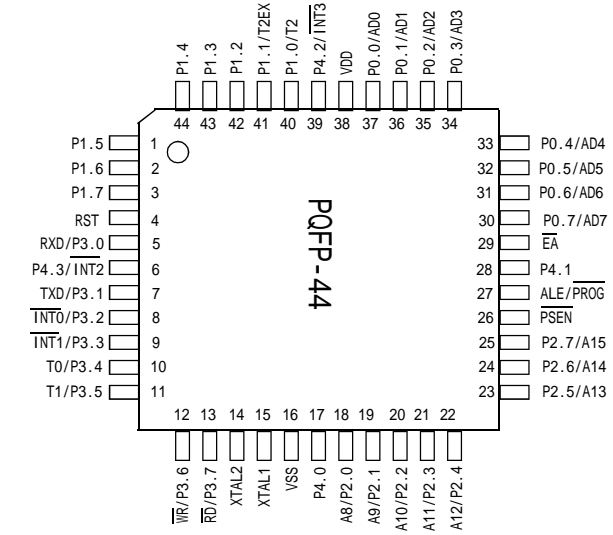 P1.4
P1.3
P1.2
P1.1/T2EX
P1.0/T2
P4.2/INT3
VDD
P0.0/AD0
P0.1/AD1
P0.2/AD2
P0.3/AD3
44 43 42 41 40 39 38 37 36 35 34
P1.5 1
P1.6 2
P1.7 3
RST 4
RXD/P3.0 5
P4.3/INT2 6
TXD/P3.1 7
INT0/P3.2 8
INT1/P3.3 9
T0/P3.4 10
T1/P3.5 11
PQFP-44
33 P0.4/AD4
32 P0.5/AD5
31 P0.6/AD6
30 P0.7/AD7
29 EA
28 P4.1
27 ALE/PROG
26 PSEN
25 P2.7/A15
24 P2.6/A14
23 P2.5/A13
12 13 14 15 16 17 18 19 20 21 22
WR/P3.6
RD/P3.7
XTAL2
XTAL1
VSS
P4.0
A8/P2.0
A9/P2.1
A10/P2.2
A11/P2.3
A12/P2.4